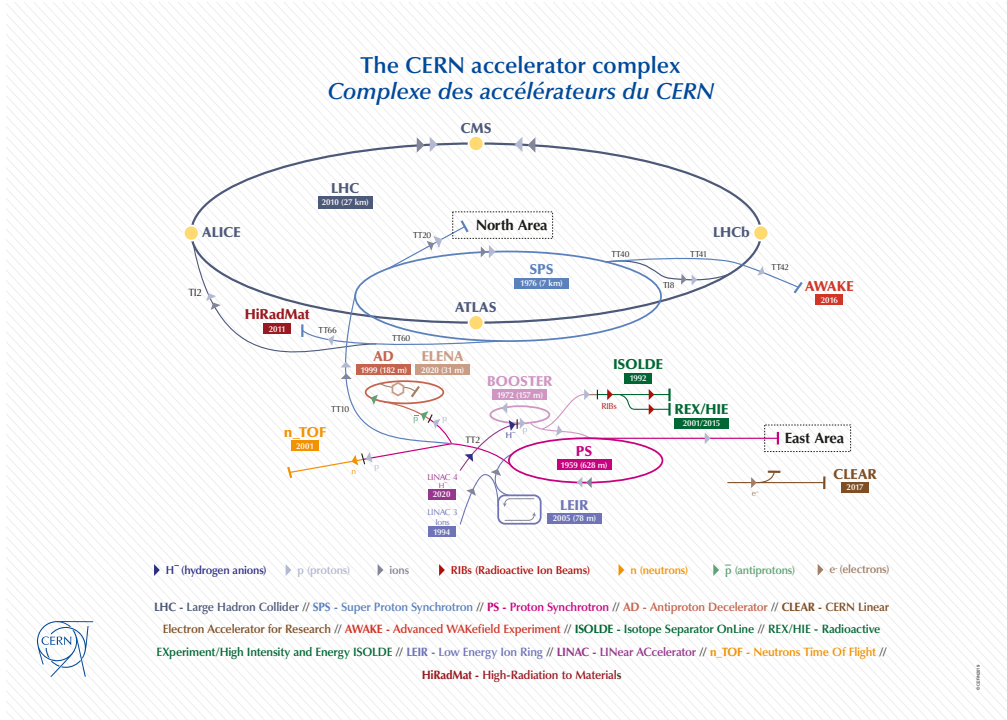 The CERN accelerator complex
Complexe des accélérateurs du CERN
CMS
LHC
2010 (27 km)
North Area
TT20
ALICE
LHCb
TT40
TT41
SPS
1976 (7 km)
TT42
TI2
TI8
AWAKE
2016
ATLAS
HiRadMat
2011
TT66
TT60
AD
1999 (182 m)
ELENA
2020 (31 m)
ISOLDE
1992
BOOSTER
1972 (157 m)
RIBs
REX/HIE
2001/2015
TT10
p̄
p
n_TOF
2001
TT2
H⁻
p
East Area
PS
1959 (628 m)
n
p
LINAC 4
H⁻
2020
CLEAR
2017
e⁻
LINAC 3
Ions
1994
LEIR
2005 (78 m)
H⁻ (hydrogen anions)
p (protons)
ions
RIBs (Radioactive Ion Beams)
n (neutrons)
p̄ (antiprotons)
e⁻ (electrons)
LHC - Large Hadron Collider // SPS - Super Proton Synchrotron // PS - Proton Synchrotron // AD - Antiproton Decelerator // CLEAR - CERN Linear
Electron Accelerator for Research // AWAKE - Advanced WAKefield Experiment // ISOLDE - Isotope Separator OnLine // REX/HIE - Radioactive
EXperiment/High Intensity and Energy ISOLDE // LEIR - Low Energy Ion Ring // LINAC - LINear ACcelerator // n_TOF - Neutrons Time Of Flight //
HiRadMat - High-Radiation to Materials
CERN